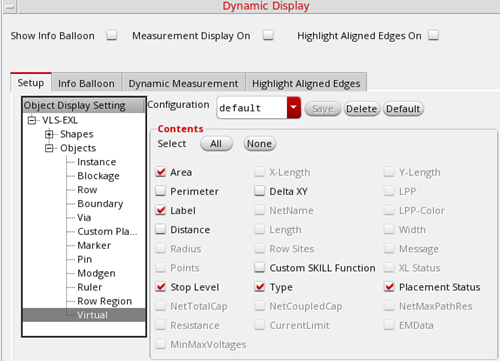 Dynamic Display
Show Info Balloon Measurement Display On Highlight Aligned Edges On
Setup Info Balloon Dynamic Measurement Highlight Aligned Edges
Object Display Setting
VLS-EXL
Shapes
Objects
Instance
Blockage
Row
Boundary
Via
Custom Pla...
Marker
Pin
Modgen
Ruler
Row Region
Virtual
Configuration default Save Delete Default
Contents
Select All None
Area X-Length Y-Length
Perimeter Delta XY LPP
Label NetName LPP-Color
Distance Length Width
Radius Row Sites Message
Points Custom SKILL Function XL Status
Stop Level Type Placement Status
NetTotalCap NetCoupledCap NetMaxPathRes
Resistance CurrentLimit EMData
MinMaxVoltages